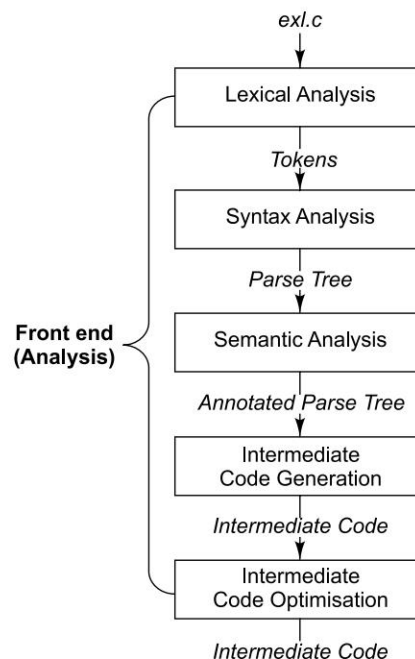 exl.c
Lexical Analysis
Tokens
Syntax Analysis
Parse Tree
Front end
(Analysis)
Semantic Analysis
Annotated Parse Tree
Intermediate
Code Generation
Intermediate Code
Intermediate
Code Optimisation
Intermediate Code